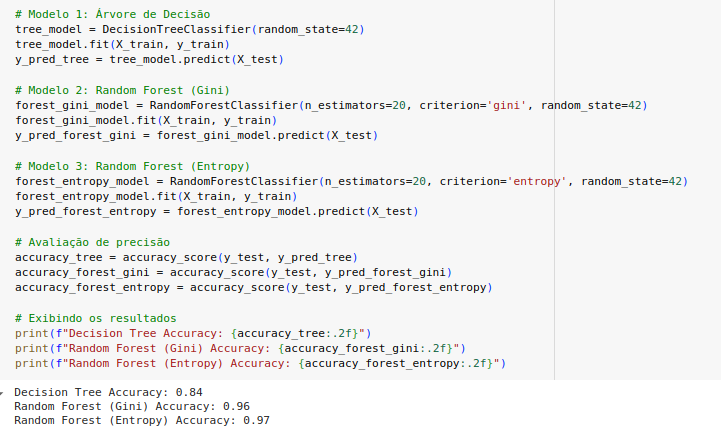 # Modelo 1: Árvore de Decisão
tree_model = DecisionTreeClassifier(random_state=42)
tree_model.fit(X_train, y_train)
y_pred_tree = tree_model.predict(X_test)

# Modelo 2: Random Forest (Gini)
forest_gini_model = RandomForestClassifier(n_estimators=20, criterion='gini', random_state=42)
forest_gini_model.fit(X_train, y_train)
y_pred_forest_gini = forest_gini_model.predict(X_test)

# Modelo 3: Random Forest (Entropy)
forest_entropy_model = RandomForestClassifier(n_estimators=20, criterion='entropy', random_state=42)
forest_entropy_model.fit(X_train, y_train)
y_pred_forest_entropy = forest_entropy_model.predict(X_test)

# Avaliação de precisão
accuracy_tree = accuracy_score(y_test, y_pred_tree)
accuracy_forest_gini = accuracy_score(y_test, y_pred_forest_gini)
accuracy_forest_entropy = accuracy_score(y_test, y_pred_forest_entropy)

# Exibindo os resultados
print(f"Decision Tree Accuracy: {accuracy_tree:.2f}")
print(f"Random Forest (Gini) Accuracy: {accuracy_forest_gini:.2f}")
print(f"Random Forest (Entropy) Accuracy: {accuracy_forest_entropy:.2f}")

Decision Tree Accuracy: 0.84
Random Forest (Gini) Accuracy: 0.96
Random Forest (Entropy) Accuracy: 0.97